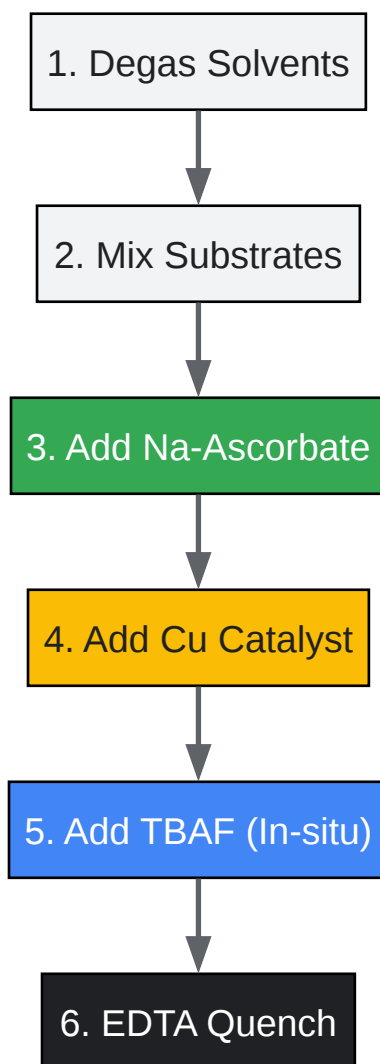 1. Degas Solvents
2. Mix Substrates
3. Add Na-Ascorbate
4. Add Cu Catalyst
5. Add TBAF (In-situ)
6. EDTA Quench